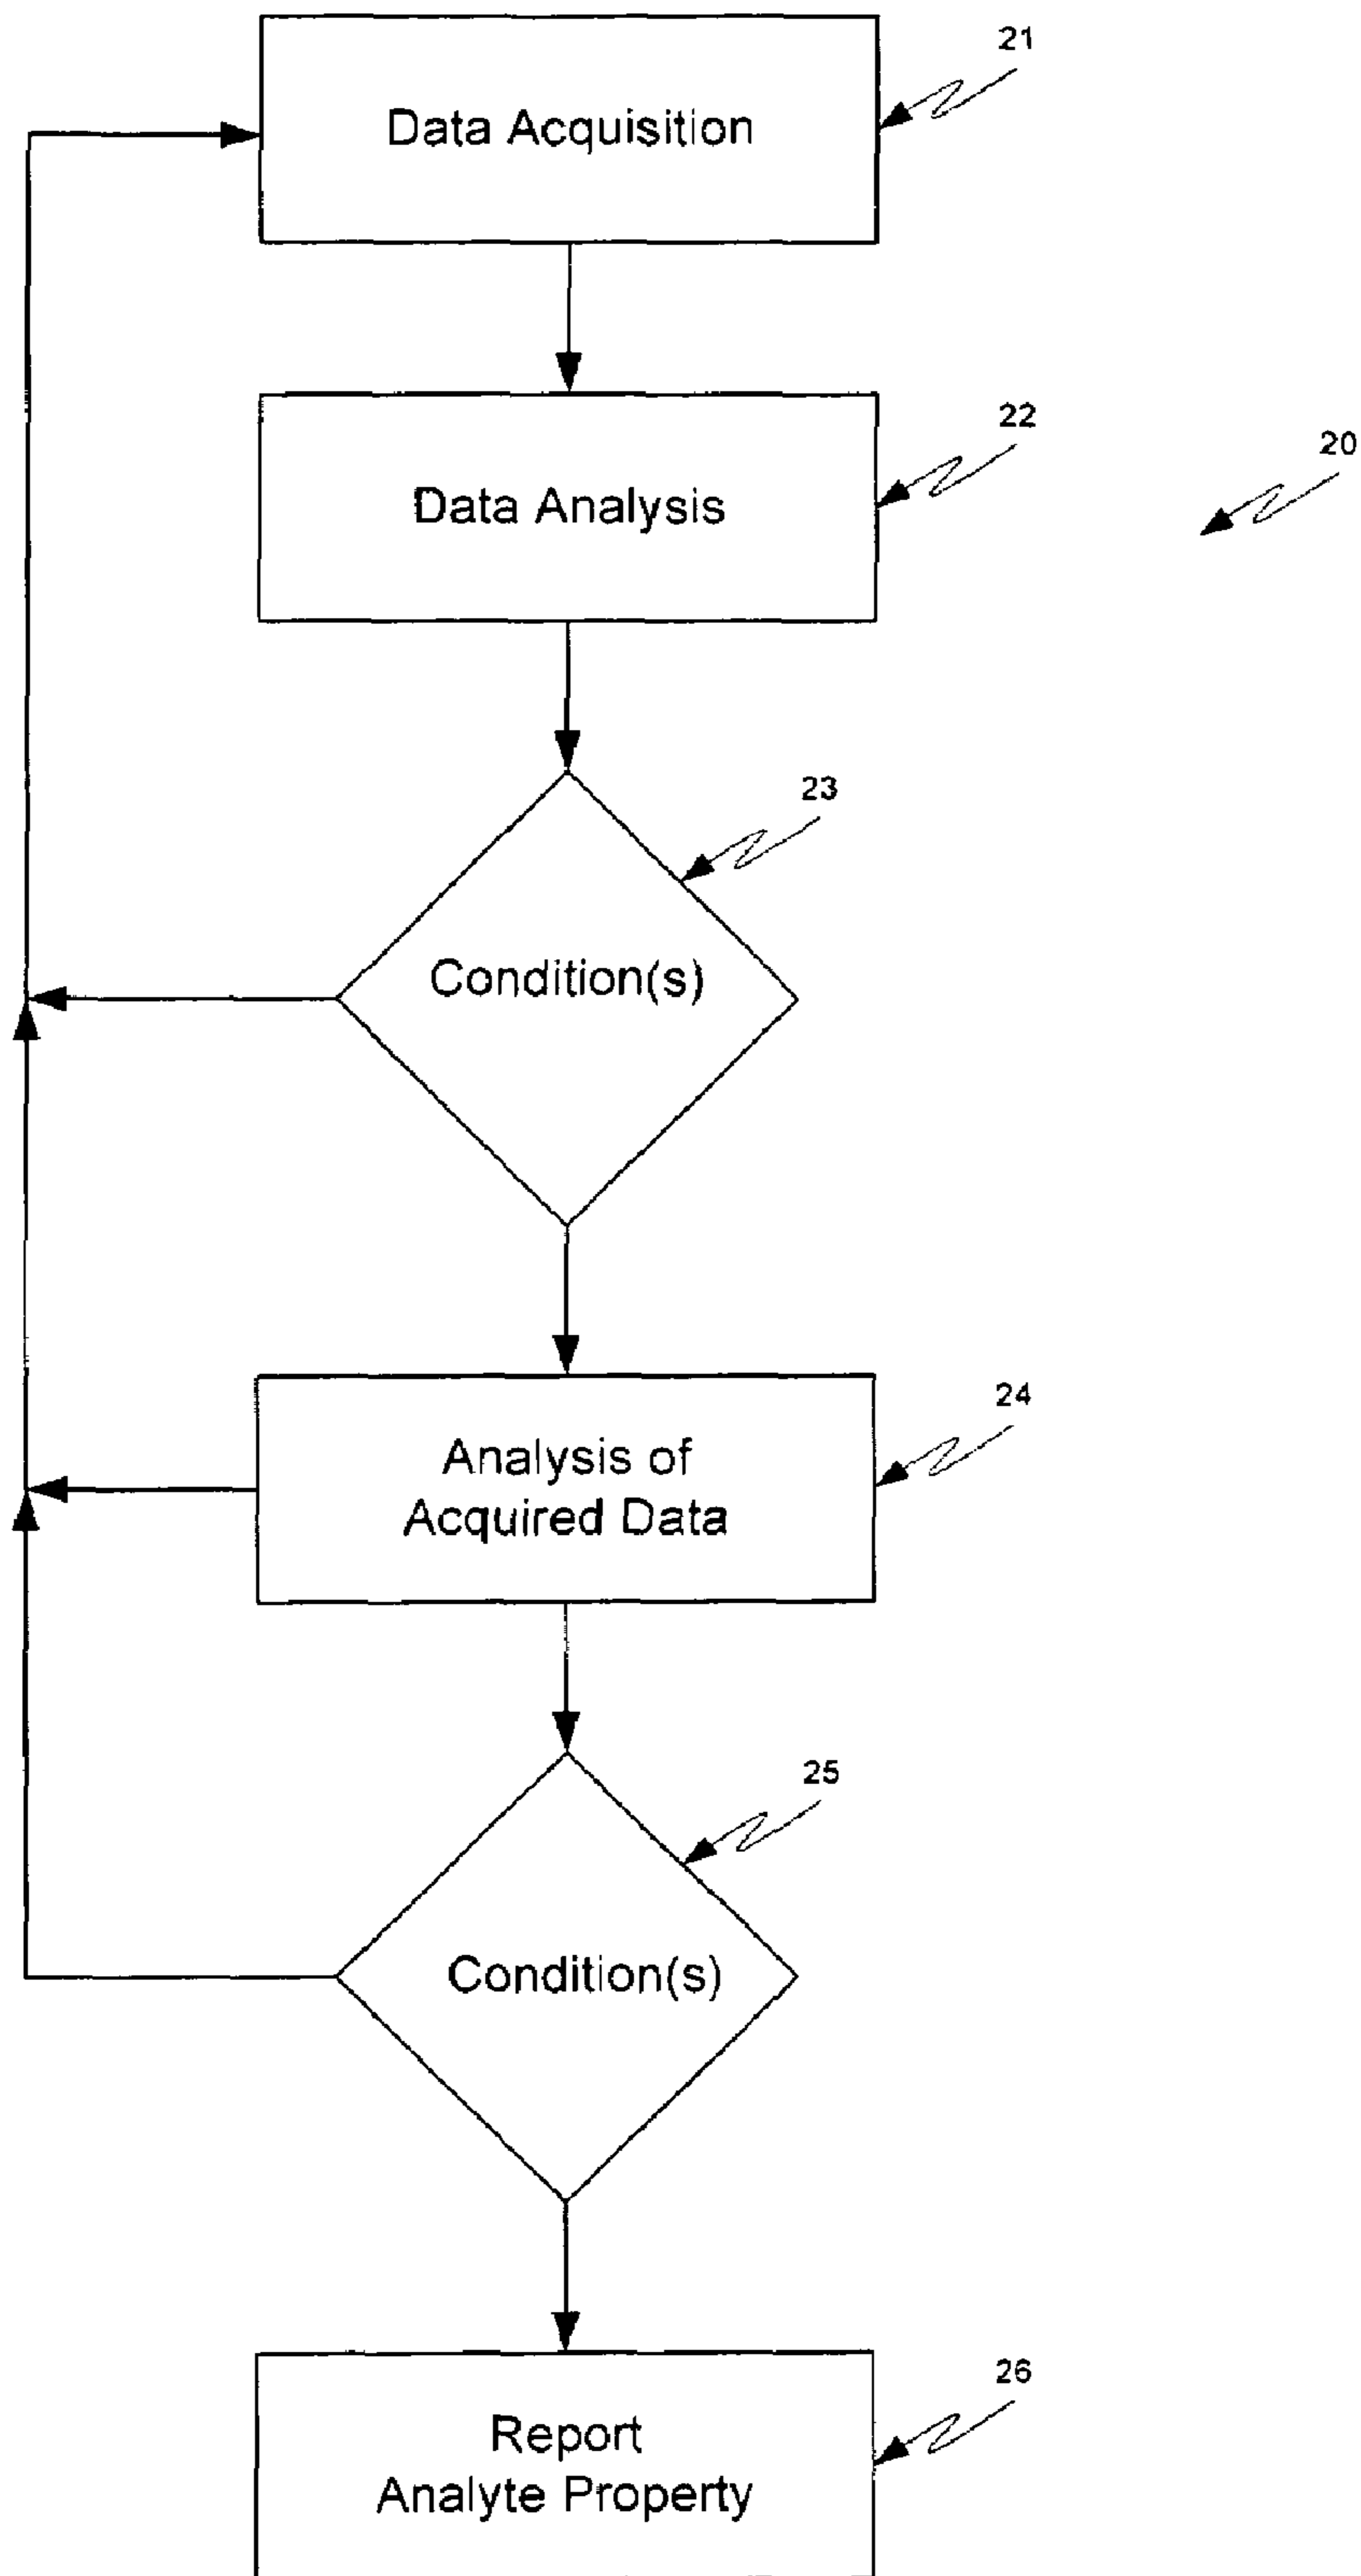 21
Data Acquisition
22
20
Data Analysis
23
Condition(s)
24
Analysis of
Acquired Data
25
Condition(s)
26
Report
Analyte Property